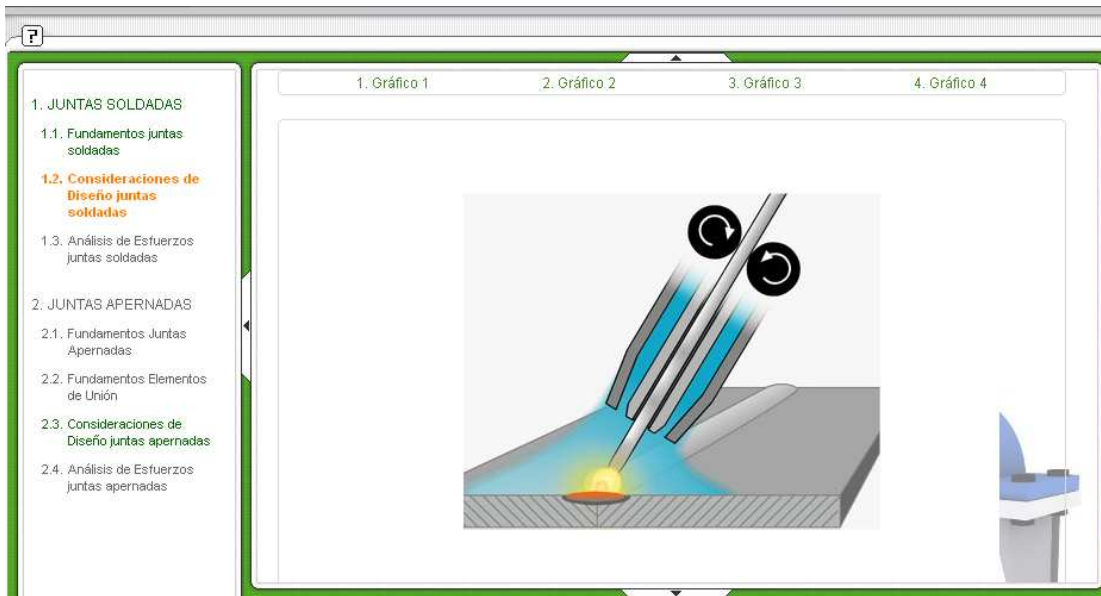 ?
1. Gráfico 1
2. Gráfico 2
3. Gráfico 3
4. Gráfico 4
1. JUNTAS SOLDADAS
1.1. Fundamentos juntas
soldadas
1.2. Consideraciones de
Diseño juntas
soldadas
1.3. Análisis de Esfuerzos
juntas soldadas
2. JUNTAS APERNADAS
2.1. Fundamentos Juntas
Apernadas
2.2. Fundamentos Elementos
de Unión
2.3. Consideraciones de
Diseño juntas apernadas
2.4. Análisis de Esfuerzos
juntas apernadas